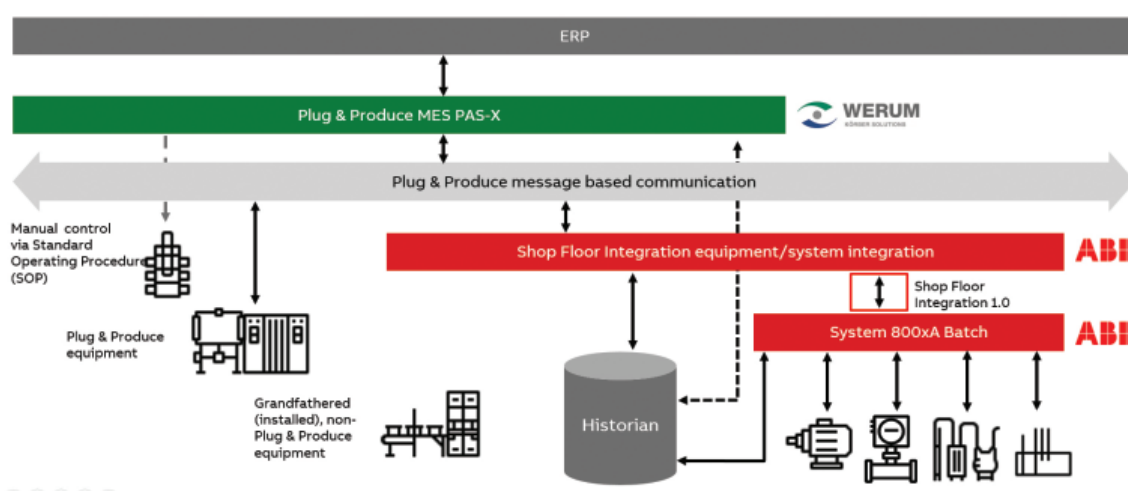 ERP
Plug & Produce MES PAS-X
WERUM
KÖRBER SOLUTIONS
Plug & Produce message based communication
Manual control
via Standard
Operating Procedure
(SOP)
Shop Floor Integration equipment/system integration
ABB
Shop Floor
Integration 1.0
Plug & Produce
equipment
System 800xA Batch
ABB
Grandfathered
(installed), non-
Plug & Produce
equipment
Historian